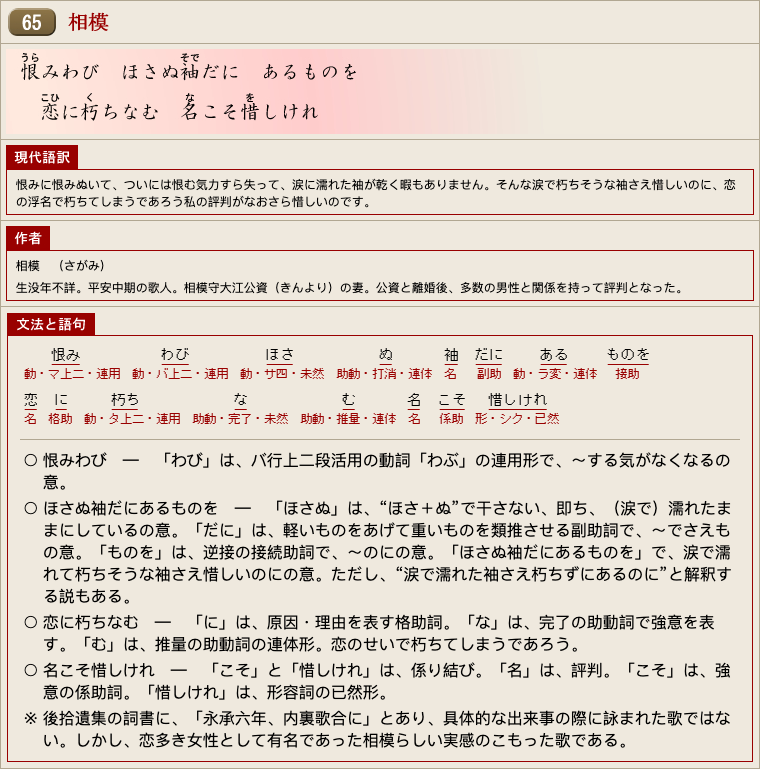 65 相模
うら そで
恨みわび ほさぬ袖だに あるものを
こひ く な を
恋に朽ちなむ 名こそ惜しけれ
現代語訳
恨みに恨みぬいて、ついには恨む気力すら失って、涙に濡れた袖が乾く暇もありません。そんな涙で朽ちそうな袖さえ惜しいのに、恋
の浮名で朽ちてしまうであろう私の評判がなおさら惜しいのです。
作者
相模 （さがみ）
生没年不詳。平安中期の歌人。相模守大江公資（きんより）の妻。公資と離婚後、多数の男性と関係を持って評判となった。
文法と語句
恨み わび ほさ ぬ 袖 だに ある ものを
動・マ上二・連用 動・バ上二・連用 動・サ四・未然 助動・打消・連体 名 副助 動・ラ変・連体 接助
恋 に 朽ち な む 名 こそ 惜しけれ
名 格助 動・タ上二・連用 助動・完了・未然 助動・推量・連体 名 係助 形・シク・已然
○ 恨みわび ― 「わび」は、バ行上二段活用の動詞「わぶ」の連用形で、～する気がなくなるの
意。
○ ほさぬ袖だにあるものを ― 「ほさぬ」は、“ほさ＋ぬ”で干さない、即ち、（涙で）濡れたま
まにしているの意。「だに」は、軽いものをあげて重いものを類推させる副助詞で、～でさえも
の意。「ものを」は、逆接の接続助詞で、～のにの意。「ほさぬ袖だにあるものを」で、涙で濡
れて朽ちそうな袖さえ惜しいのにの意。ただし、“涙で濡れた袖さえ朽ちずにあるのに”と解釈す
る説もある。
○ 恋に朽ちなむ ― 「に」は、原因・理由を表す格助詞。「な」は、完了の助動詞で強意を表
す。「む」は、推量の助動詞の連体形。恋のせいで朽ちてしまうであろう。
○ 名こそ惜しけれ ― 「こそ」と「惜しけれ」は、係り結び。「名」は、評判。「こそ」は、強
意の係助詞。「惜しけれ」は、形容詞の已然形。
※ 後拾遺集の詞書に、「永承六年、内裏歌合に」とあり、具体的な出来事の際に詠まれた歌ではな
い。しかし、恋多き女性として有名であった相模らしい実感のこもった歌である。